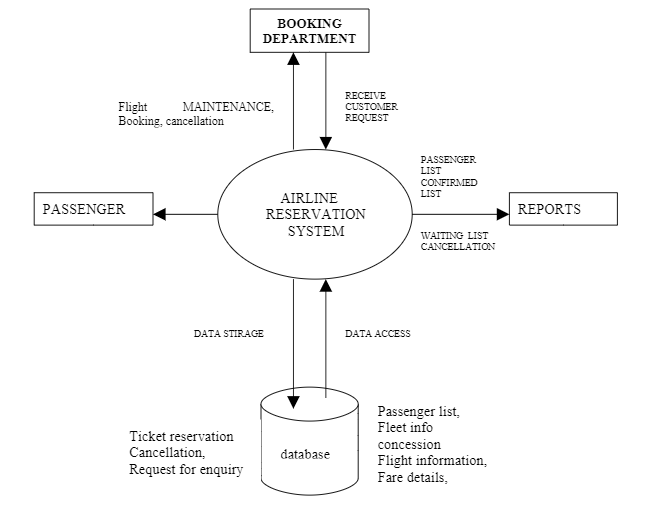 BOOKING
DEPARTMENT
Flight MAINTENANCE,
Booking, cancellation
RECEIVE
CUSTOMER
REQUEST
PASSENGER
LIST
CONFIRMED
LIST
AIRLINE
RESERVATION
SYSTEM
PASSENGER
REPORTS
WAITING LIST
CANCELLATION
DATA STIRAGE
DATA ACCESS
Ticket reservation
Cancellation,
Request for enquiry
database
Passenger list,
Fleet info
concession
Flight information,
Fare details,